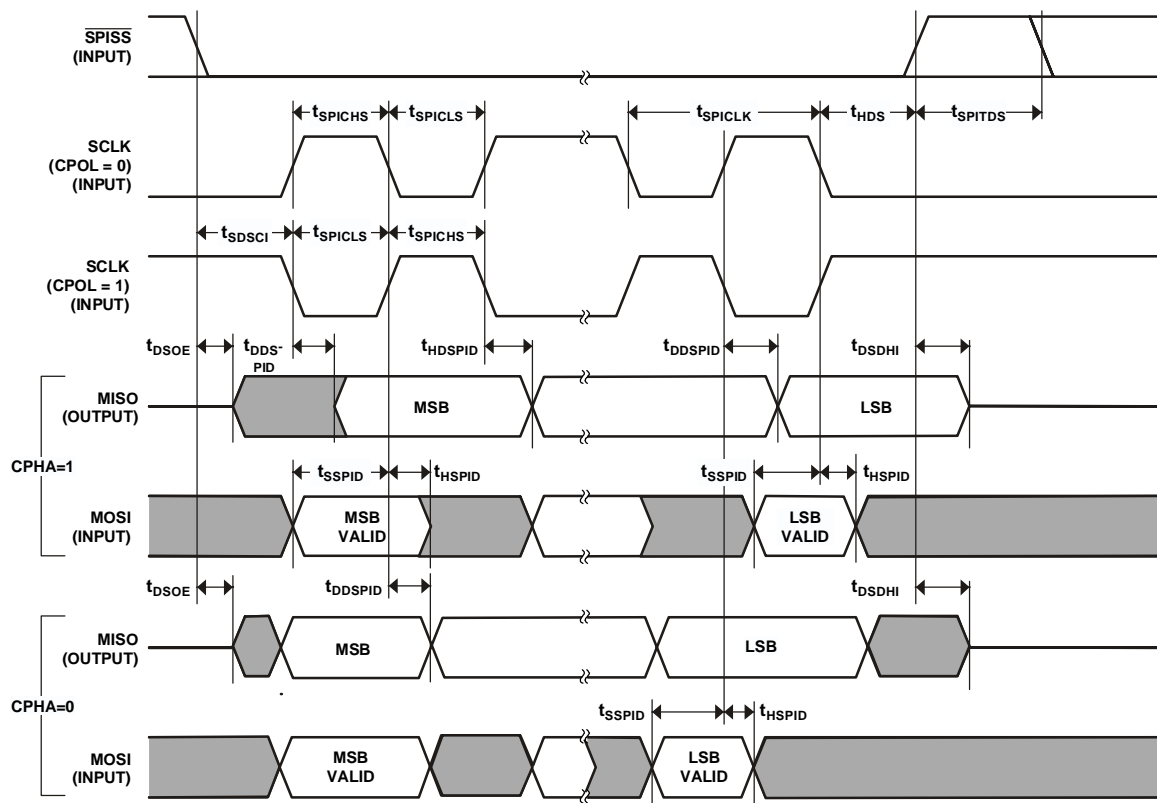 SPISS
(INPUT)
tSPICHS
tSPICLS
tSPICLK
tHDS
tSPITDS
SCLK
(CPOL = 0)
(INPUT)
tSDSCI
tSPICLS
tSPICHS
SCLK
(CPOL = 1)
(INPUT)
tDSOE
tDDS-
PID
tHDSPID
tDDSPID
tDSDHI
MISO
(OUTPUT)
MSB
LSB
CPHA=1
tSSPID
tHSPID
tSSPID
tHSPID
MOSI
(INPUT)
MSB
VALID
LSB
VALID
tDSOE
tDDSPID
tDSDHI
MISO
(OUTPUT)
MSB
LSB
CPHA=0
tSSPID
tHSPID
MOSI
(INPUT)
MSB
VALID
LSB
VALID